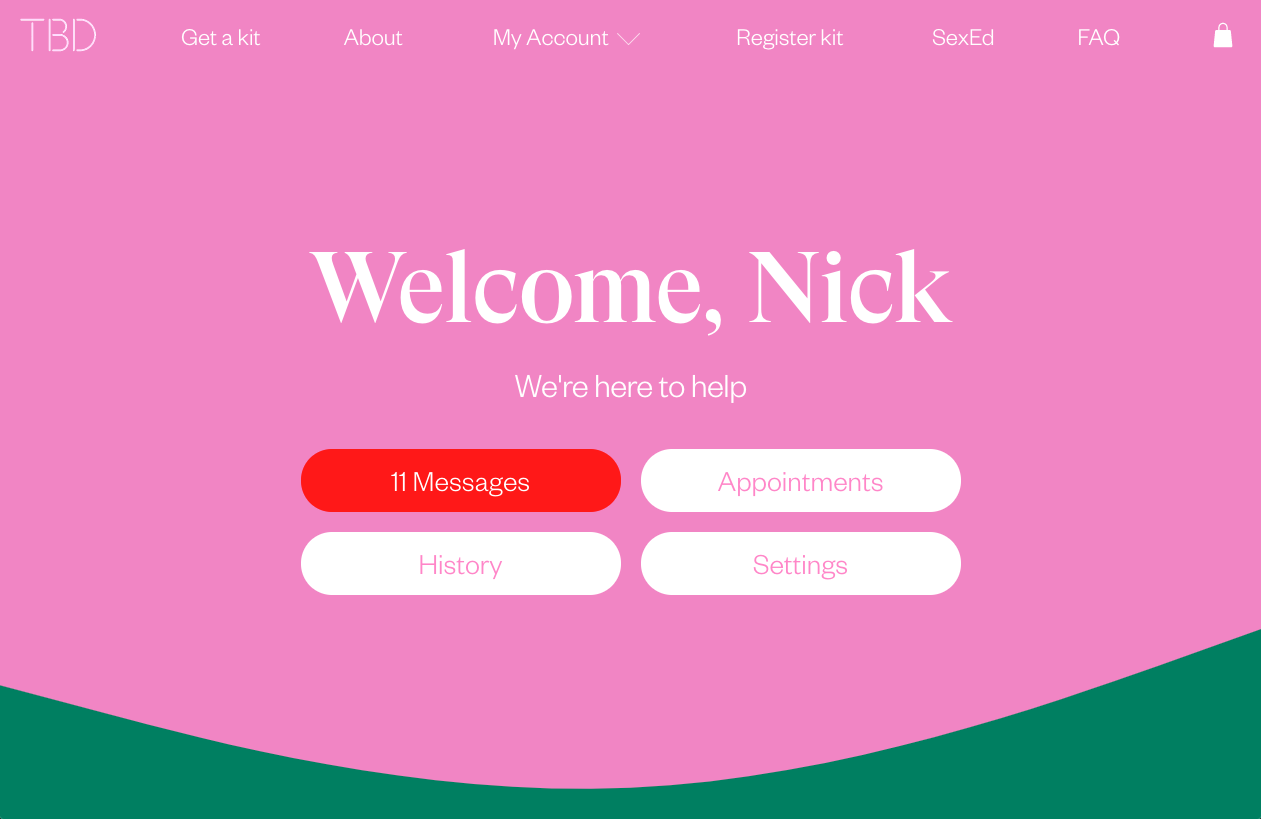 TBD Get a kit About My Account Register kit SexEd FAQ
Welcome, Nick
We're here to help
11 Messages Appointments
History Settings